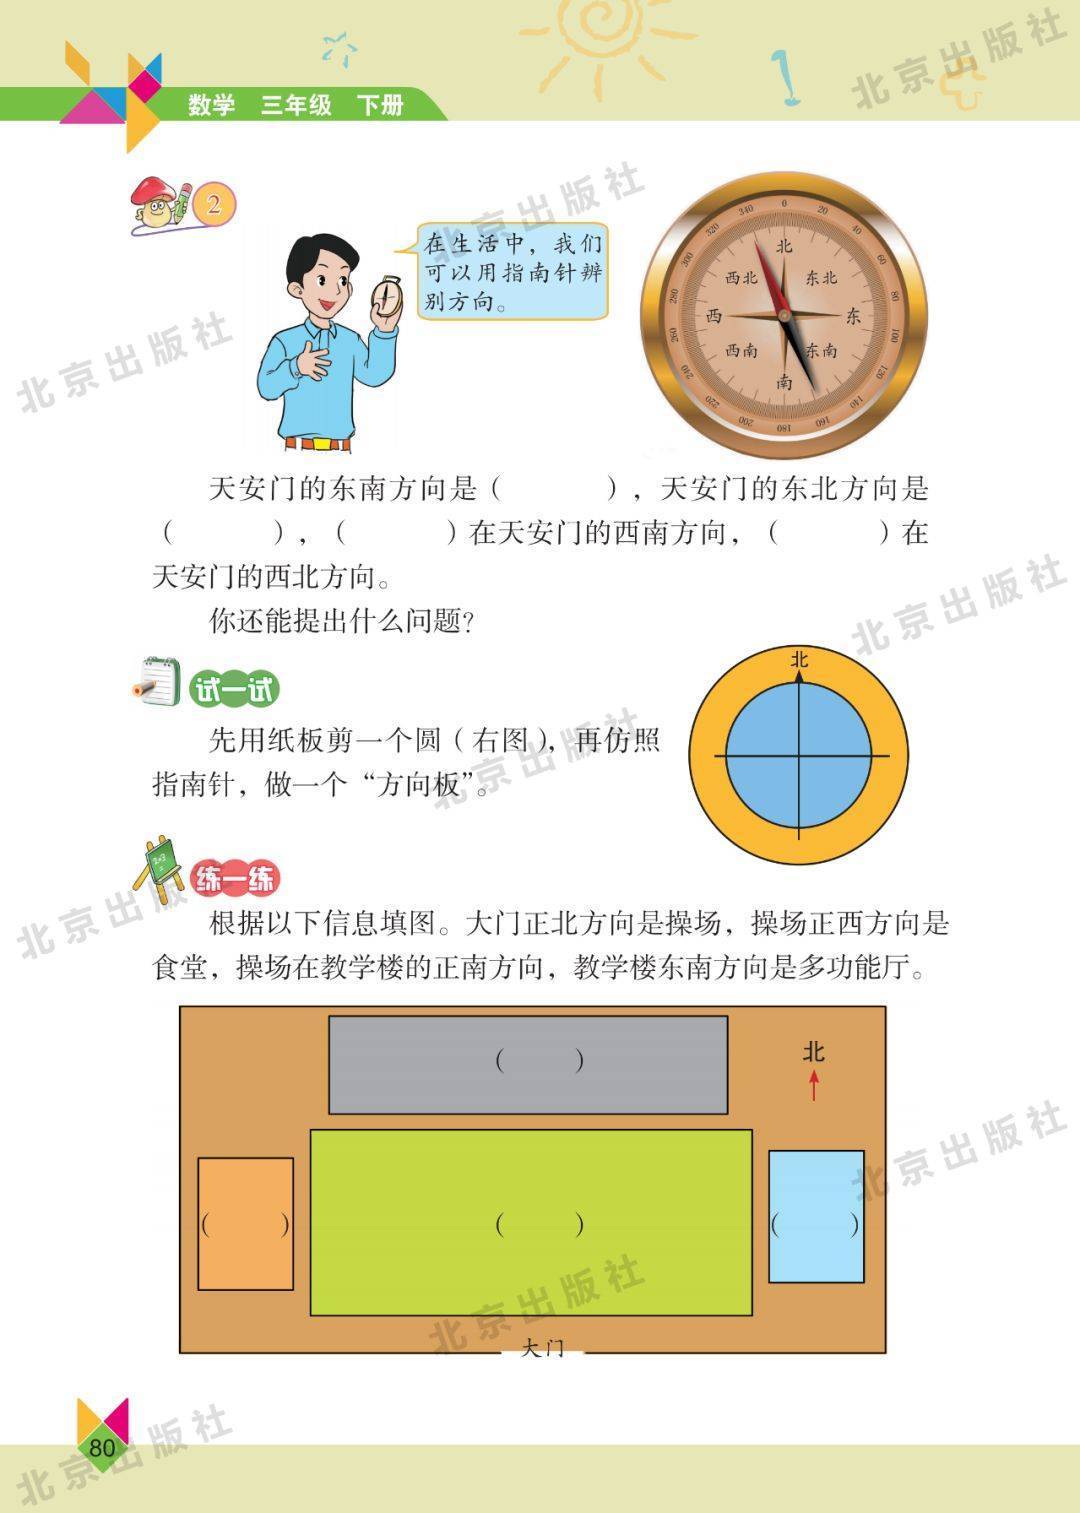 数学 三年级 下册
2
在生活中，我们
可以用指南针辨
别方向。
0 20 40 60 80 100 120 140 160 180 200 220 240 260 280 300 320 340
北
西北 东北
西 东
西南 东南
南
天安门的东南方向是（ ），天安门的东北方向是
（ ），（ ）在天安门的西南方向，（ ）在
天安门的西北方向。
你还能提出什么问题？
试一试
北
先用纸板剪一个圆（右图），再仿照
指南针，做一个“方向板”。
练一练
根据以下信息填图。大门正北方向是操场，操场正西方向是
食堂，操场在教学楼的正南方向，教学楼东南方向是多功能厅。
（ ）
北
（ ） （ ） （ ）
大门
80
北京出版社
北京出版社
北京出版社
北京出版社
北京出版社
北京出版社
北京出版社
北京出版社
北京出版社